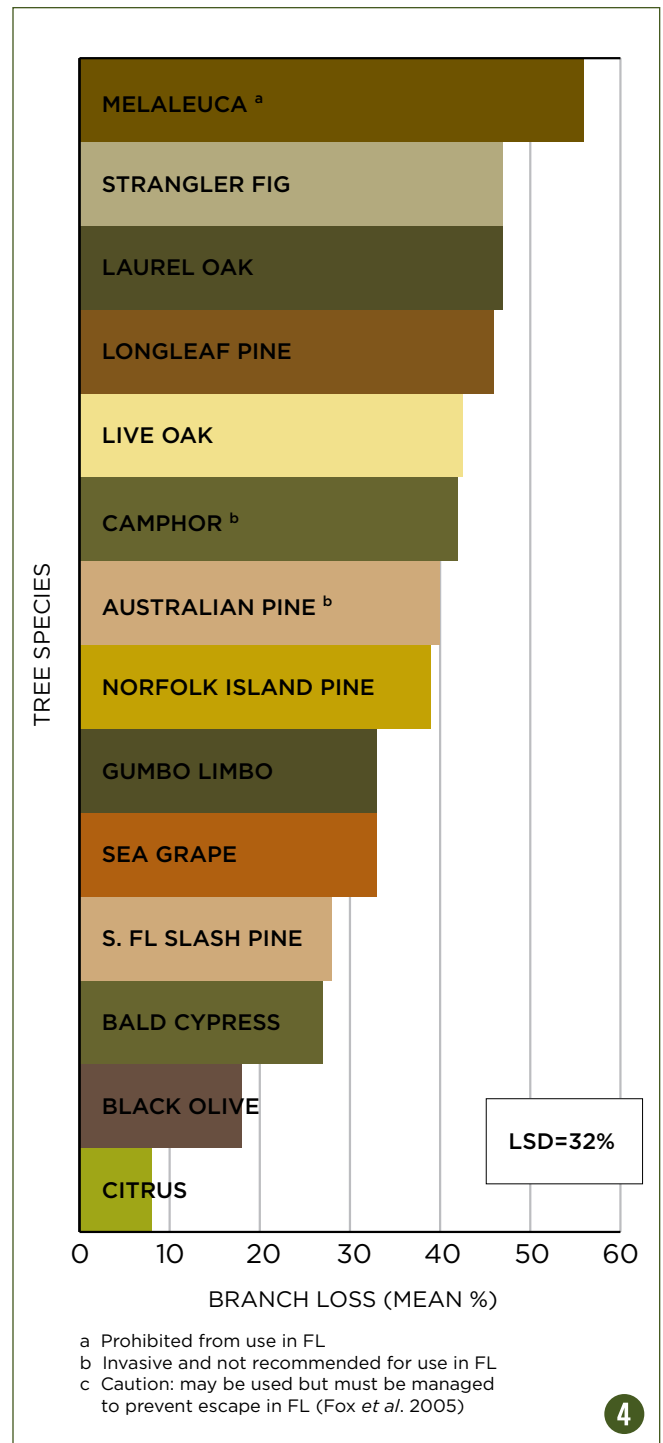 MELALEUCA a
STRANGLER FIG
LAUREL OAK
LONGLEAF PINE
LIVE OAK
CAMPHOR b
AUSTRALIAN PINE b
NORFOLK ISLAND PINE
GUMBO LIMBO
SEA GRAPE
S. FL SLASH PINE
BALD CYPRESS
BLACK OLIVE
CITRUS
TREE SPECIES
LSD=32%
0 10 20 30 40 50 60
BRANCH LOSS (MEAN %)
a Prohibited from use in FL
b Invasive and not recommended for use in FL
c Caution: may be used but must be managed
to prevent escape in FL (Fox et al. 2005)
4